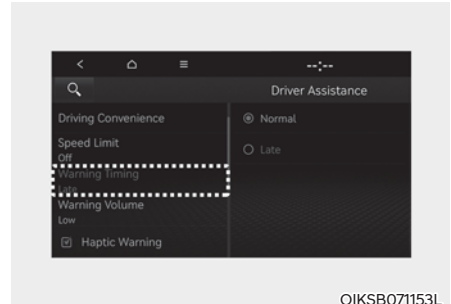 --:--
Driver Assistance
Driving Convenience
Speed Limit
Off
Warning Timing
Late
Warning Volume
Low
Haptic Warning
Normal
Late
OIKSB071153L